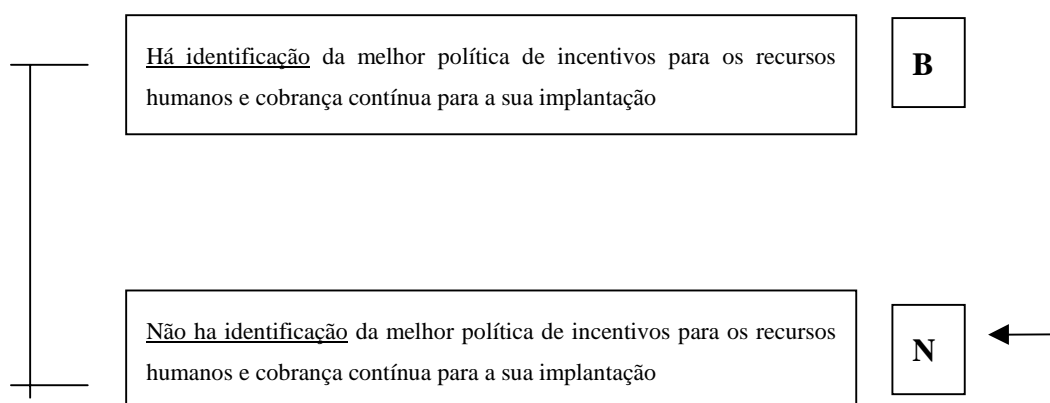 Há identificação da melhor política de incentivos para os recursos
humanos e cobrança contínua para a sua implantação
B
Não ha identificação da melhor política de incentivos para os recursos
humanos e cobrança contínua para a sua implantação
N